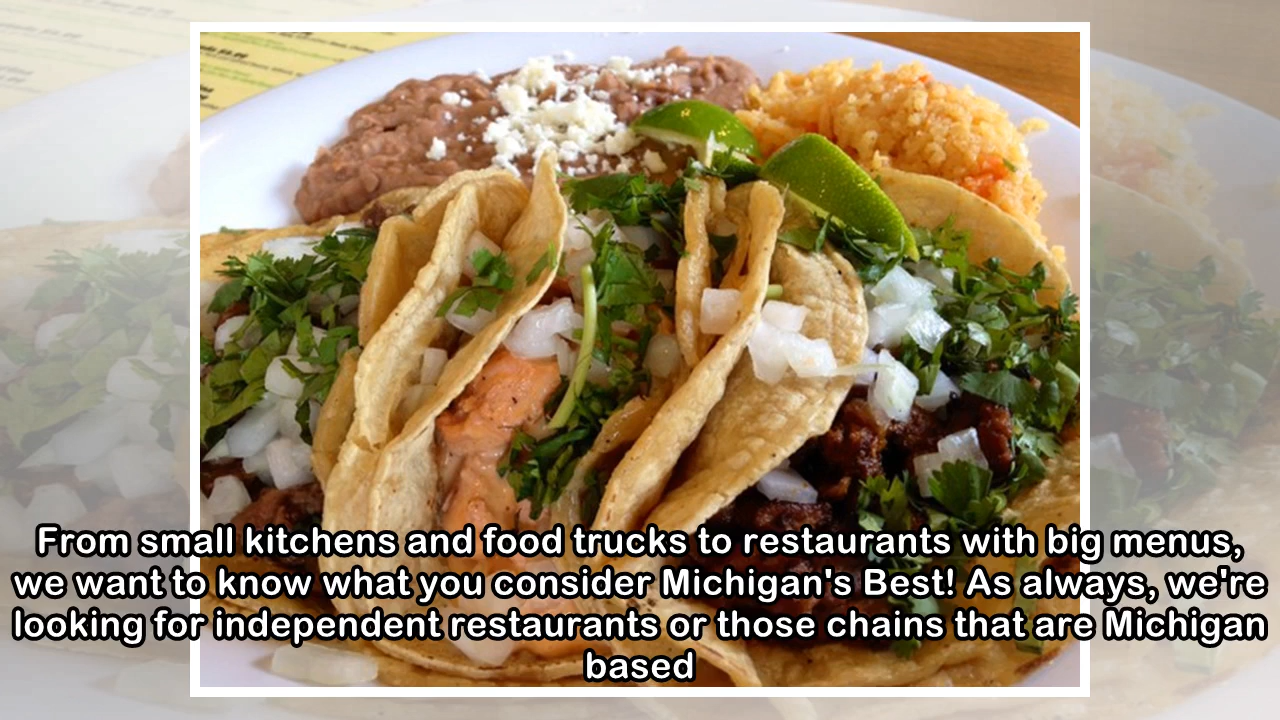 From small kitchens and food trucks to restaurants with big menus,
we want to know what you consider Michigan's Best! As always, we're
looking for independent restaurants or those chains that are Michigan
based